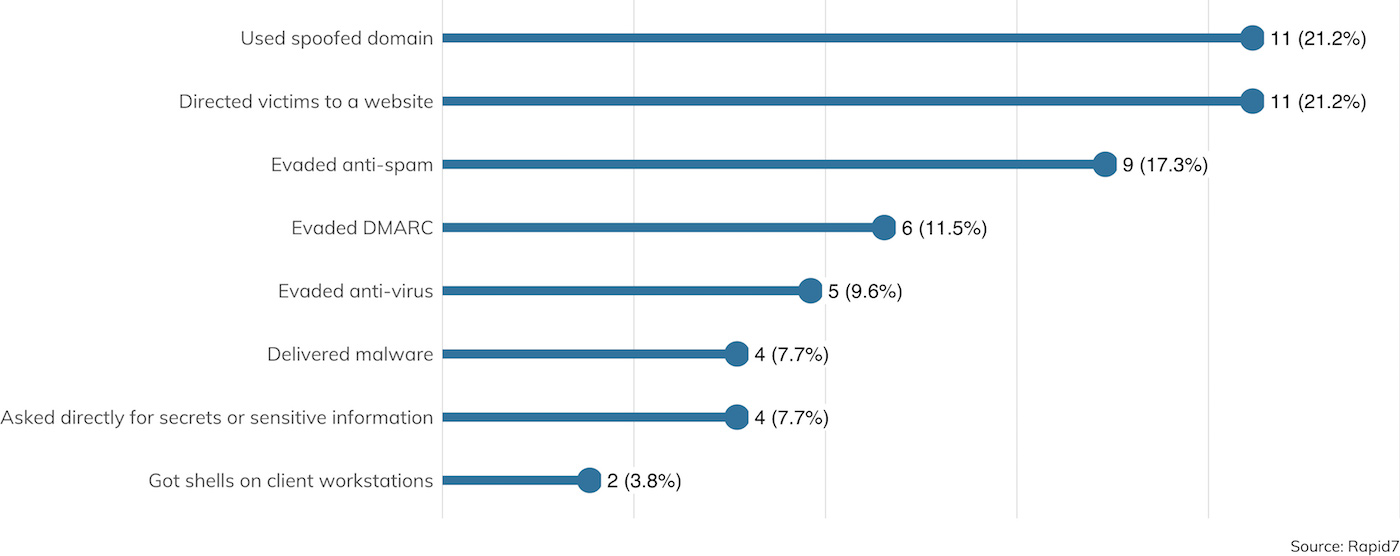 Used spoofed domain 11 (21.2%)
Directed victims to a website 11 (21.2%)
Evaded anti-spam 9 (17.3%)
Evaded DMARC 6 (11.5%)
Evaded anti-virus 5 (9.6%)
Delivered malware 4 (7.7%)
Asked directly for secrets or sensitive information 4 (7.7%)
Got shells on client workstations 2 (3.8%)
Source: Rapid7